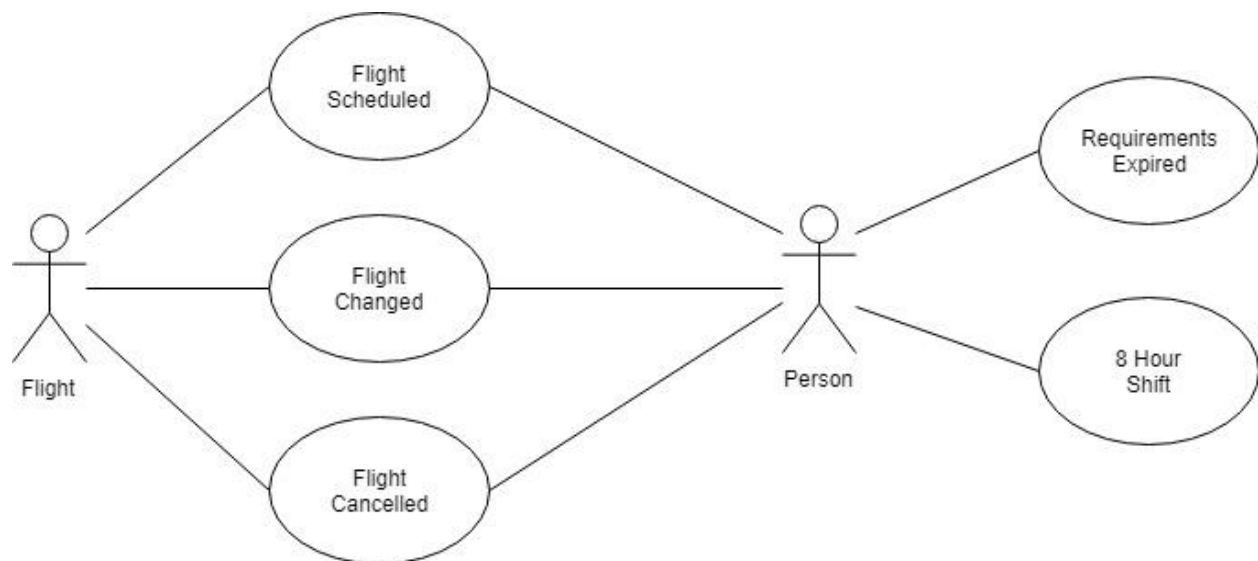 Flight
Scheduled
Requirements
Expired
Flight
Changed
Flight
Person
8 Hour
Shift
Flight
Cancelled